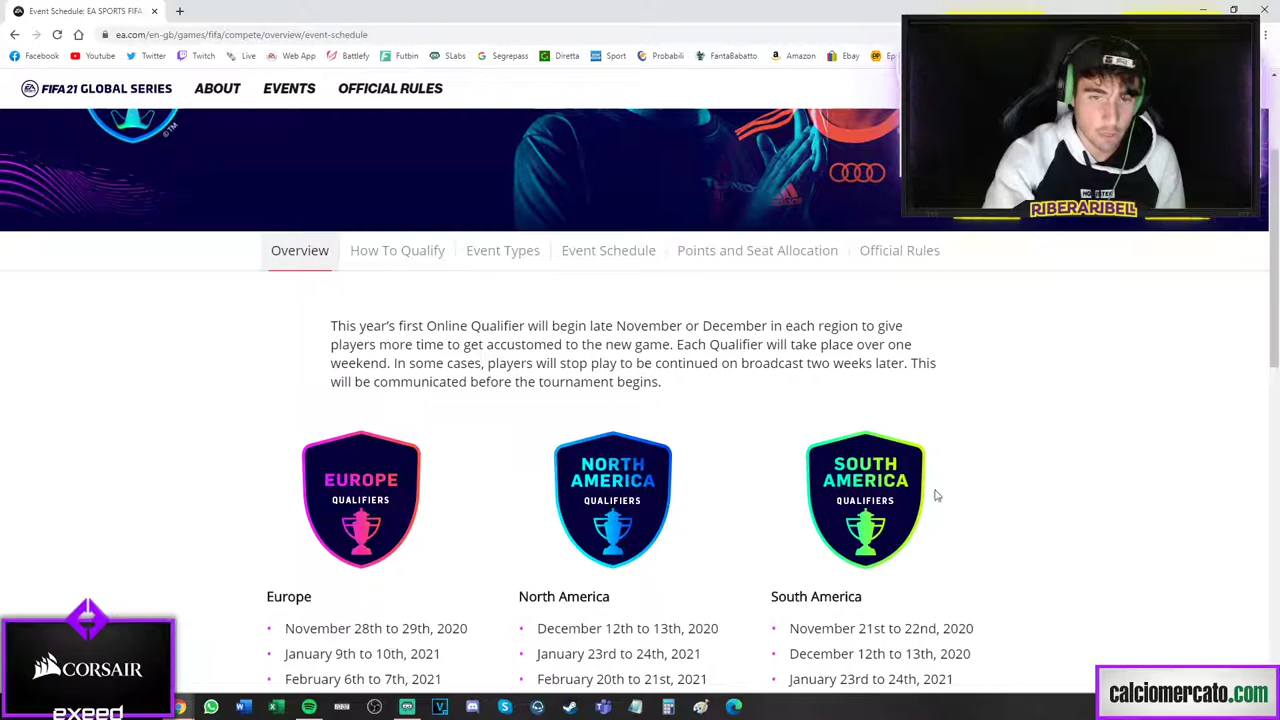 Event Schedule: EA SPORTS FIFA
ea.com/en-gb/games/fifa/compete/overview/event-schedule
Facebook Youtube Twitch Live Web App Battlefy Futbin SLabs Segrepass Diretta Sport Probabili FantaBabatto Amazon Ebay Ep
FIFA 21 GLOBAL SERIES ABOUT EVENTS OFFICIAL RULES
RIBERARIBELL
Overview How To Qualify Event Types Event Schedule Points and Seat Allocation Official Rules
This year's first Online Qualifier will begin late November or December in each region to give
players more time to get accustomed to the new game. Each Qualifier will take place over one
weekend. In some cases, players will stop play to be continued on broadcast two weeks later. This
will be communicated before the tournament begins.
EUROPE
QUALIFIERS
NORTH
AMERICA
QUALIFIERS
SOUTH
AMERICA
QUALIFIERS
Europe
November 28th to 29th, 2020
January 9th to 10th, 2021
February 6th to 7th, 2021
North America
December 12th to 13th, 2020
January 23rd to 24th, 2021
February 20th to 21st, 2021
South America
November 21st to 22nd, 2020
December 12th to 13th, 2020
January 23rd to 24th, 2021
CORSAIR
exeed
calciomercato.com